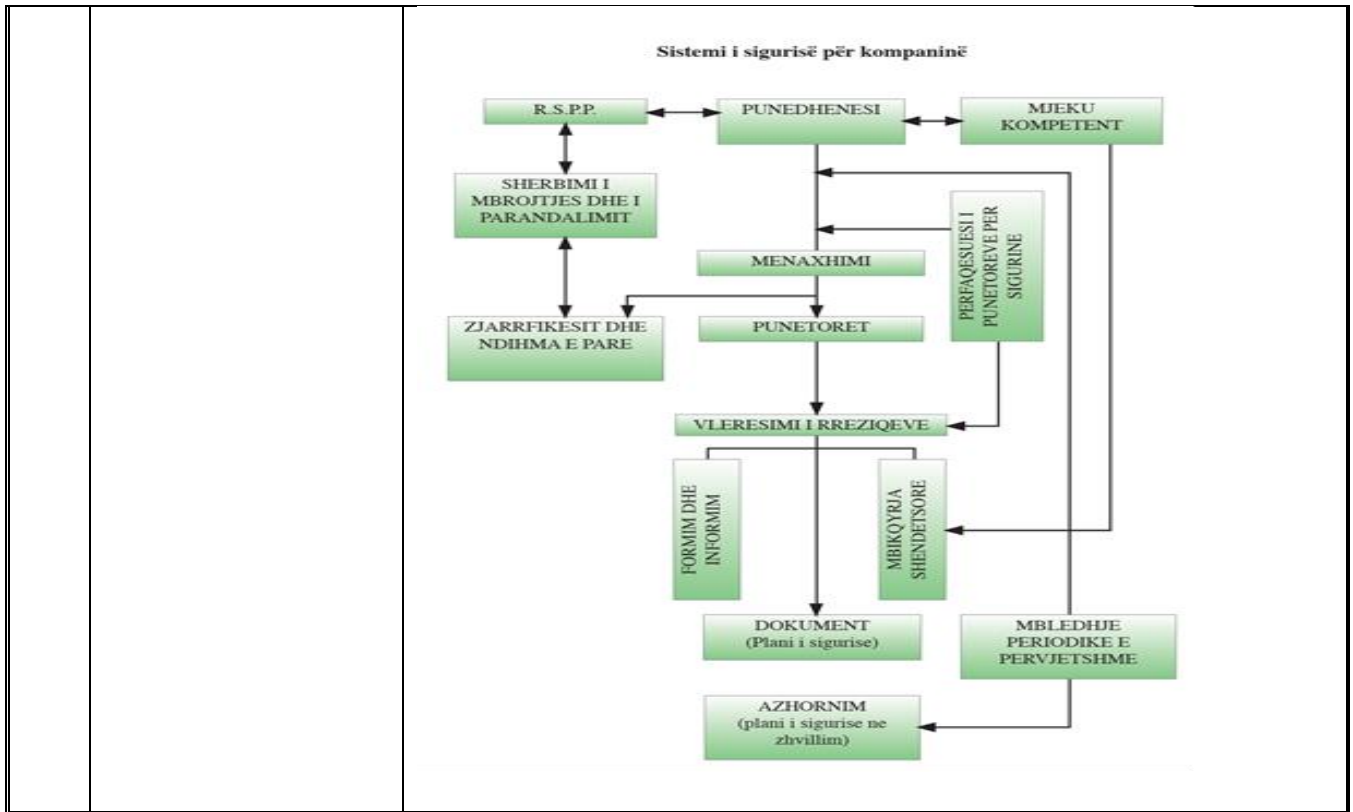 Sistemi i sigurisë për kompaninë
R.S.P.P.
PUNEDHENESI
MJEKU
KOMPETENT
SHERBIMI I
MBROJTJES DHE I
PARANDALIMIT
PERFAQESUESI I
PUNETOREVE PER
SIGURINE
MENAXHIMI
ZJARRFIKESIT DHE
NDIHMA E PARE
PUNETORET
VLERESIMI I RREZIQEVE
FORMIM DHE
INFORMIM
MBIKQYRJA
SHENDETSORE
DOKUMENT
(Plani i sigurise)
MBLEDHJE
PERIODIKE E
PERVJETSHME
AZHORNIM
(plani i sigurise ne
zhvillim)